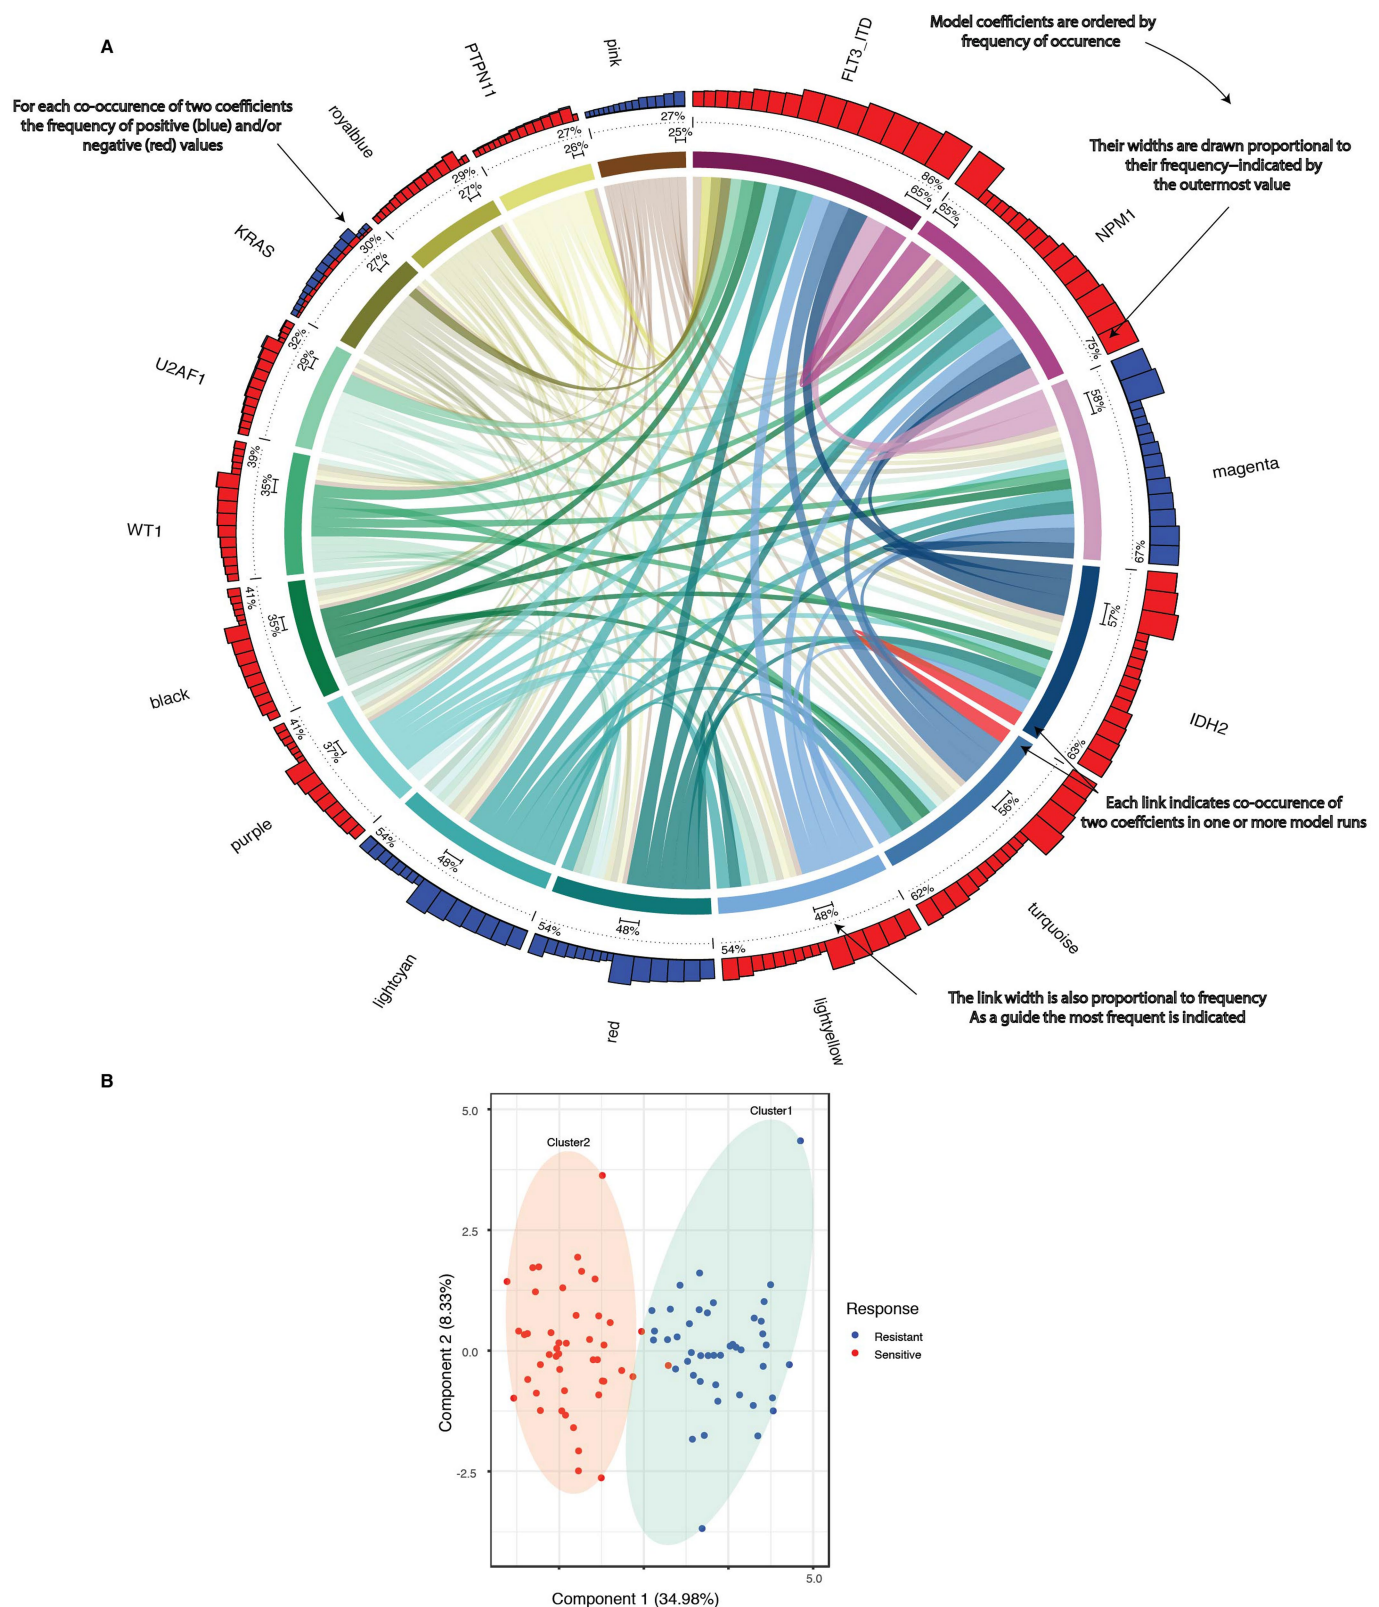 A
Model coefficients are ordered by
frequency of occurence
For each co-occurence of two coefficients
the frequency of positive (blue) and/or
negative (red) values
Their widths are drawn proportional to
their frequency–indicated by
the outermost value
Each link indicates co-occurence of
two coeffcients in one or more model runs
The link width is also proportional to frequency
As a guide the most frequent is indicated
FLT3_ITD
86%
65%
NPM1
75%
65%
magenta
67%
58%
IDH2
63%
57%
turquoise
62%
56%
lightyellow
54%
48%
red
54%
48%
lightcyan
54%
48%
purple
41%
37%
black
41%
35%
WT1
39%
35%
U2AF1
32%
29%
KRAS
30%
27%
royalblue
29%
27%
PTPN11
27%
26%
pink
27%
25%
B
Cluster1
Cluster2
5.0
2.5
0.0
-2.5
Component 2 (8.33%)
5.0
Component 1 (34.98%)
Response
Resistant
Sensitive